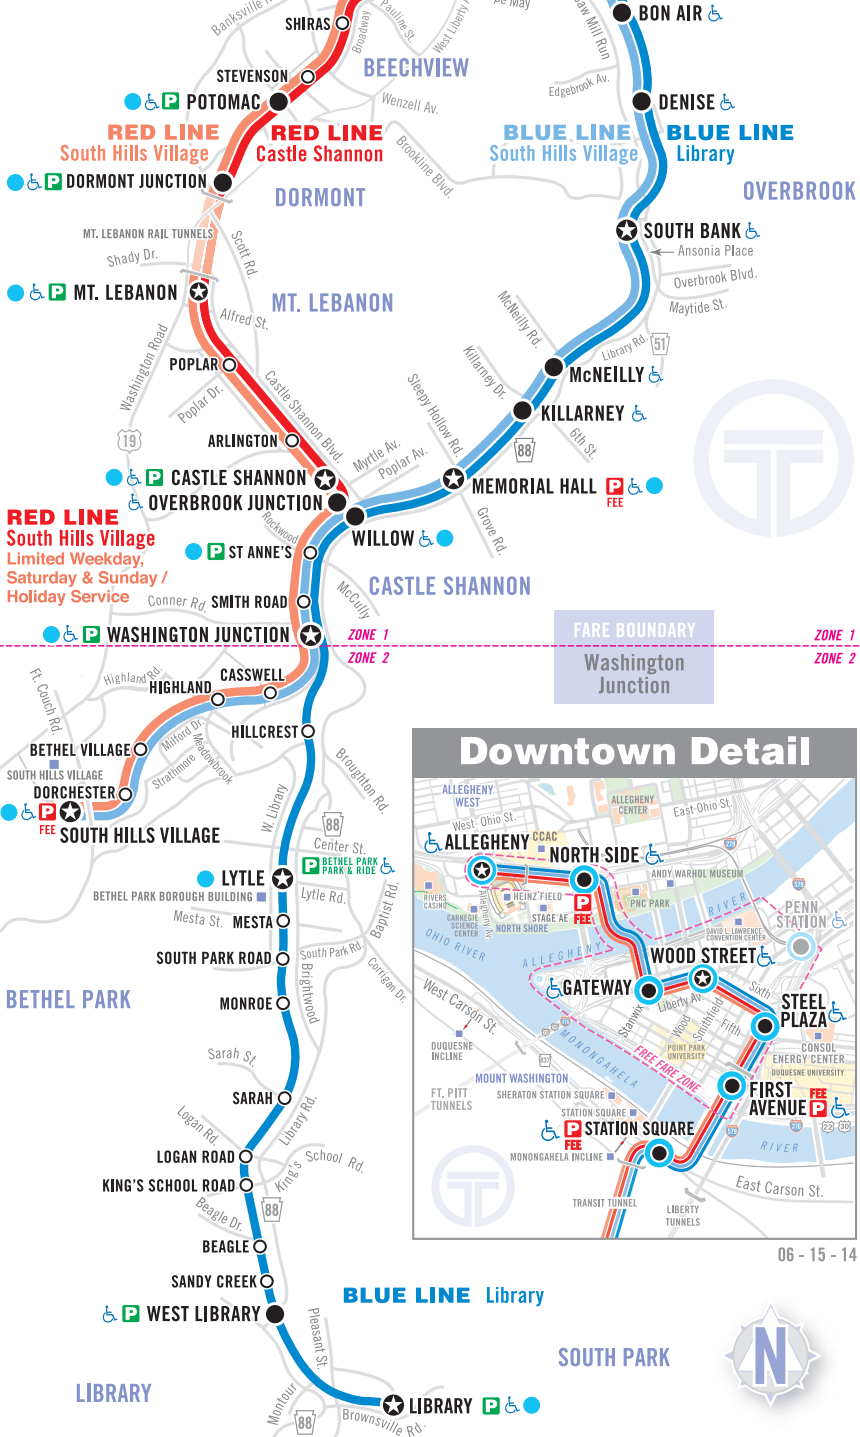 Banksville
SHIRAS
Broadway
Pauline St.
West Liberty
Cape May
Saw Mill Run
BON AIR
STEVENSON
BEECHVIEW
P POTOMAC
Wenzell Av.
Edgebrook Av.
DENISE
RED LINE
South Hills Village
RED LINE
Castle Shannon
Brookline Blvd.
BLUE LINE
South Hills Village
BLUE LINE
Library
P DORMONT JUNCTION
DORMONT
OVERBROOK
MT. LEBANON RAIL TUNNELS
Scott Rd.
SOUTH BANK
Ansonia Place
Shady Dr.
Overbrook Blvd.
P MT. LEBANON
MT. LEBANON
Alfred St.
Maytide St.
McNeilly Rd.
Library Rd.
51
Washington Road
POPLAR
Poplar Dr.
Castle Shannon Blvd.
Killarney Dr.
Sleepy Hollow Rd.
McNEILLY
KILLARNEY
19
ARLINGTON
Myrtle Av.
Poplar Av.
88
6th St.
P CASTLE SHANNON
OVERBROOK JUNCTION
MEMORIAL HALL P
FEE
RED LINE
South Hills Village
Limited Weekday,
Saturday & Sunday /
Holiday Service
Rockwood
WILLOW
Grove Rd.
P ST ANNE'S
CASTLE SHANNON
McCully
Conner Rd.
SMITH ROAD
P WASHINGTON JUNCTION
ZONE 1
ZONE 2
FARE BOUNDARY
Washington
Junction
ZONE 1
ZONE 2
Ft. Couch Rd.
Highland Rd.
HIGHLAND
CASSWELL
HILLCREST
BETHEL VILLAGE
Milford Dr.
Meadowbrook
Strathmore
SOUTH HILLS VILLAGE
DORCHESTER
P
FEE
SOUTH HILLS VILLAGE
Broughton Rd.
W. Library
88
Center St.
P BETHEL PARK
PARK & RIDE
LYTLE
BETHEL PARK BOROUGH BUILDING
Lytle Rd.
Baptist Rd.
Mesta St.
MESTA
SOUTH PARK ROAD
South Park Rd.
Corrigan Dr.
BETHEL PARK
MONROE
Brightwood
Sarah St.
SARAH
Library Rd.
Logan Rd.
LOGAN ROAD
KING'S SCHOOL ROAD
King's School Rd.
88
Beagle Dr.
BEAGLE
SANDY CREEK
P WEST LIBRARY
BLUE LINE Library
Pleasant St.
SOUTH PARK
LIBRARY
Montour
88
LIBRARY P
Brownsville Rd.
N
Downtown Detail
ALLEGHENY
WEST
West Ohio St.
ALLEGHENY
CENTER
East Ohio St.
ALLEGHENY
CCAC
NORTH SIDE
279
ANDY WARHOL MUSEUM
579
RIVERS
CASINO
HEINZ FIELD
P
FEE
PNC PARK
RIVER
PENN
STATION
Allegheny Av
CARNEGIE
SCIENCE
CENTER
STAGE AE
NORTH SHORE
DAVID L. LAWRENCE
CONVENTION CENTER
OHIO RIVER
ALLEGHENY
WOOD STREET
GATEWAY
Liberty Av.
Sixth
STEEL
PLAZA
West Carson St.
Stanwix
Wood
Smithfield
Fifth
DUQUESNE
INCLINE
MONONGAHELA
POINT PARK
UNIVERSITY
FREE FARE ZONE
CONSOL
ENERGY CENTER
DUQUESNE UNIVERSITY
837
MOUNT WASHINGTON
FT. PITT
TUNNELS
SHERATON STATION SQUARE
STATION SQUARE
FIRST
AVENUE
FEE
P
376
22 30
P
FEE
STATION SQUARE
579
MONONGAHELA INCLINE
RIVER
East Carson St.
TRANSIT TUNNEL
LIBERTY
TUNNELS
06 - 15 - 14